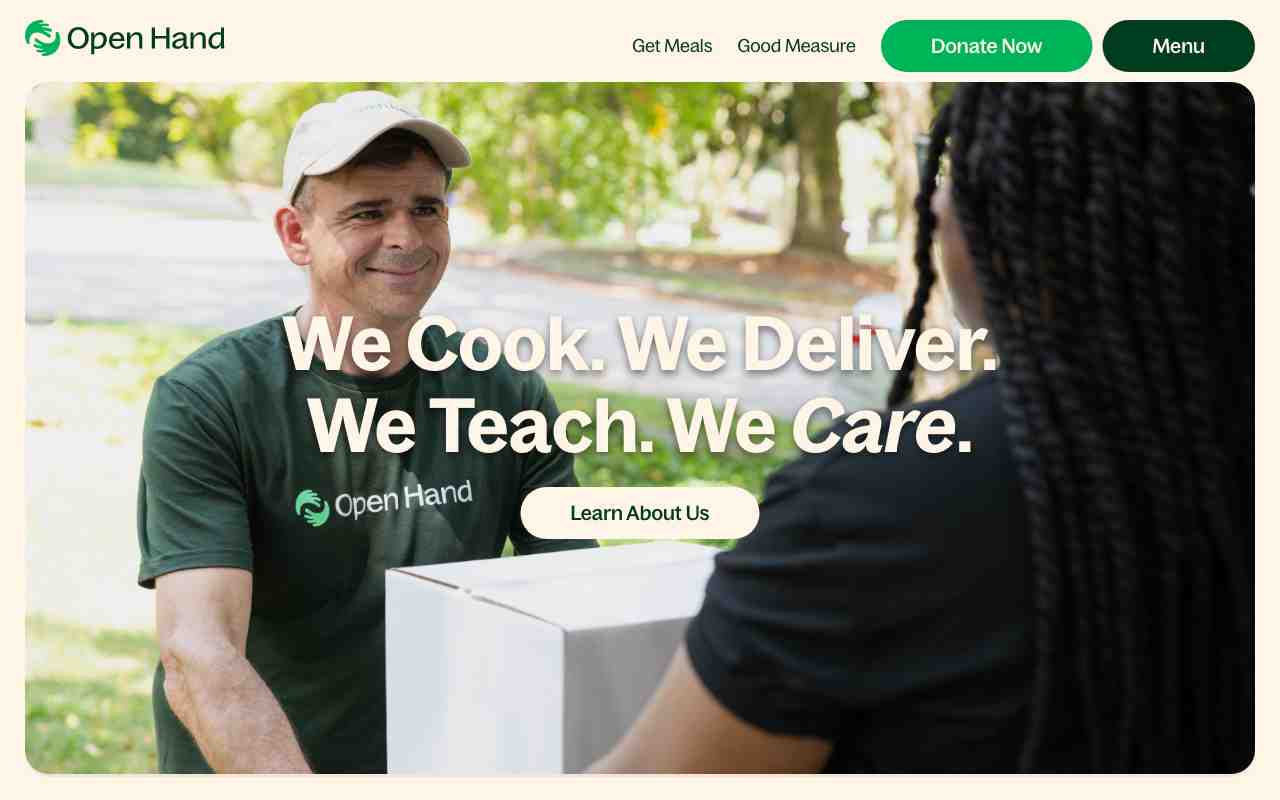 Open Hand
Get Meals
Good Measure
Donate Now
Menu
We Cook. We Deliver.
We Teach. We Care.
Open Hand
Learn About Us